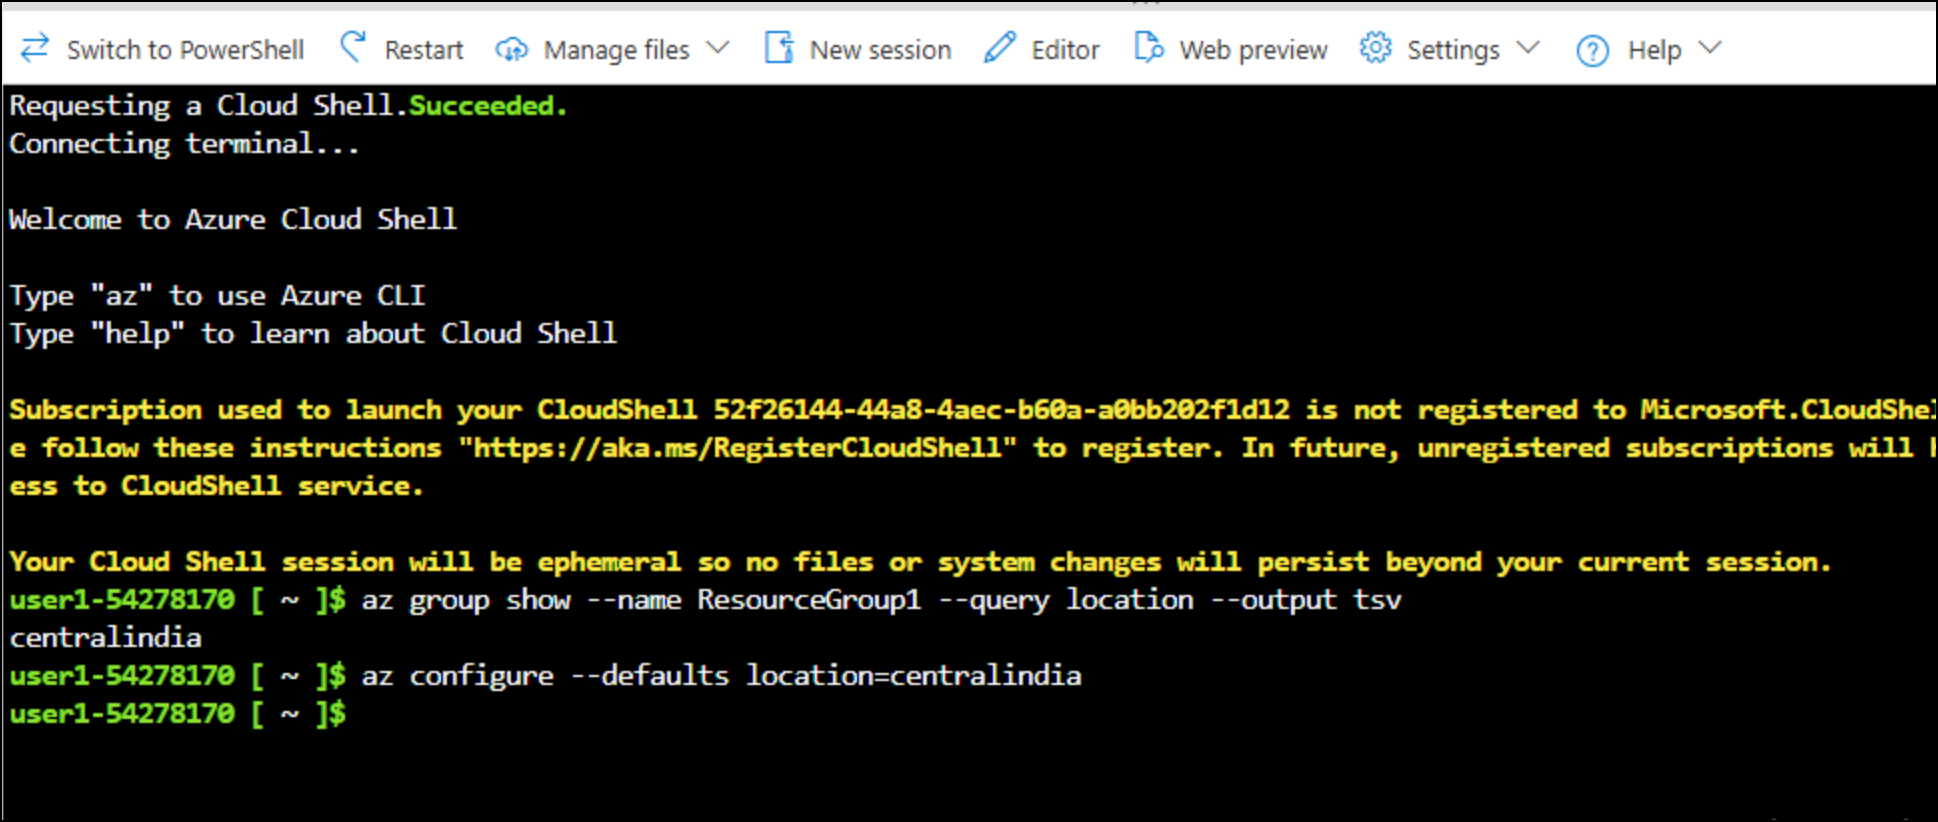 Switch to PowerShell Restart Manage files New session Editor Web preview Settings Help
Requesting a Cloud Shell.Succeeded.
Connecting terminal...
Welcome to Azure Cloud Shell
Type "az" to use Azure CLI
Type "help" to learn about Cloud Shell
Subscription used to launch your CloudShell 52f26144-44a8-4aec-b60a-a0bb202f1d12 is not registered to Microsoft.CloudShe
e follow these instructions "https://aka.ms/RegisterCloudShell" to register. In future, unregistered subscriptions will
ess to CloudShell service.
Your Cloud Shell session will be ephemeral so no files or system changes will persist beyond your current session.
user1-54278170 [ ~ ]$ az group show --name ResourceGroup1 --query location --output tsv
centralindia
user1-54278170 [ ~ ]$ az configure --defaults location=centralindia
user1-54278170 [ ~ ]$